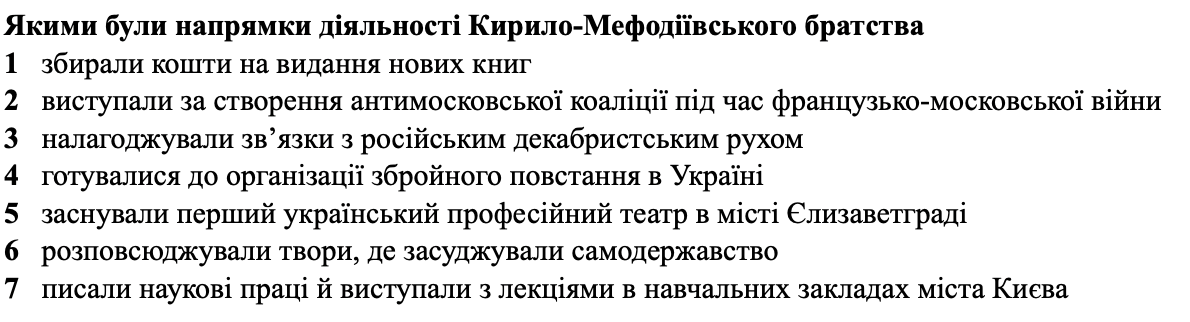 Якими були напрямки діяльності Кирило-Мефодіївського братства
1 збирали кошти на видання нових книг
2 виступали за створення антимосковської коаліції під час французько-московської війни
3 налагоджували зв’язки з російським декабристським рухом
4 готувалися до організації збройного повстання в Україні
5 заснували перший український професійний театр в місті Єлизаветграді
6 розповсюджували твори, де засуджували самодержавство
7 писали наукові праці й виступали з лекціями в навчальних закладах міста Києва